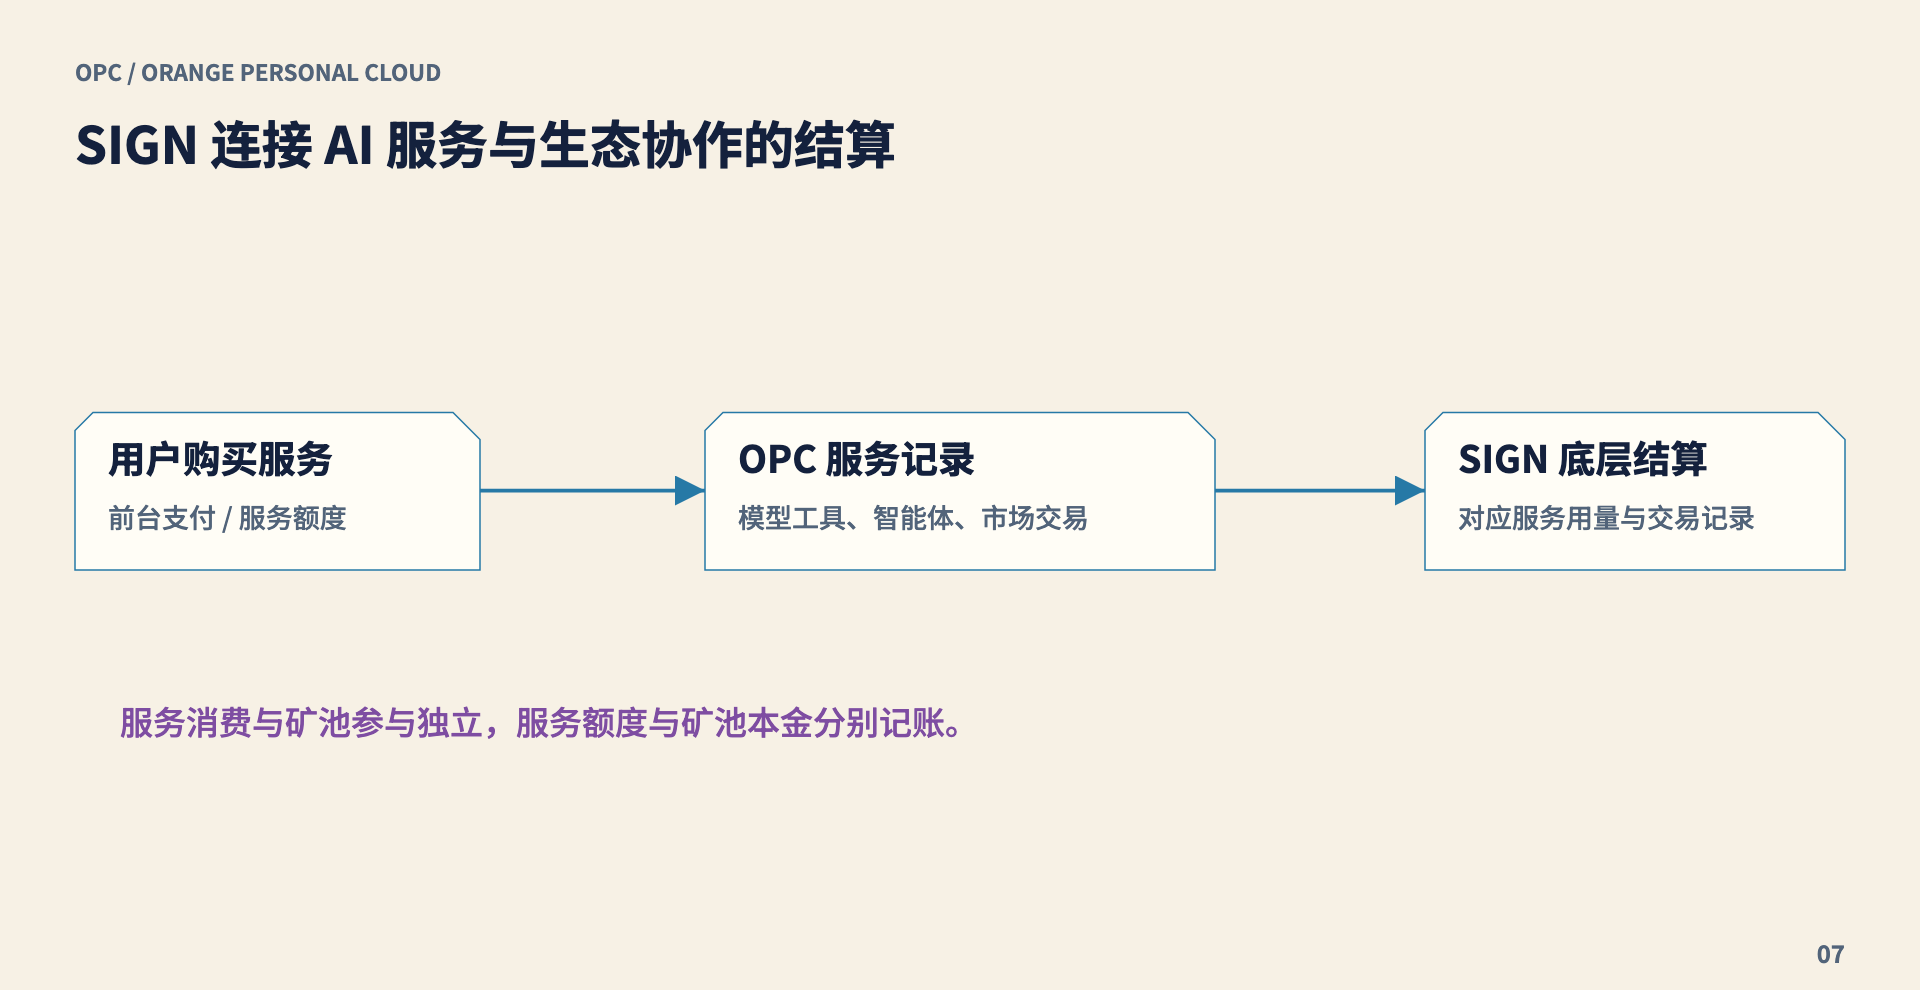 OPC / ORANGE PERSONAL CLOUD
SIGN 连接 AI 服务与生态协作的结算
用户购买服务
前台支付 / 服务额度
OPC 服务记录
模型工具、智能体、市场交易
SIGN 底层结算
对应服务用量与交易记录
服务消费与矿池参与独立，服务额度与矿池本金分别记账。
07